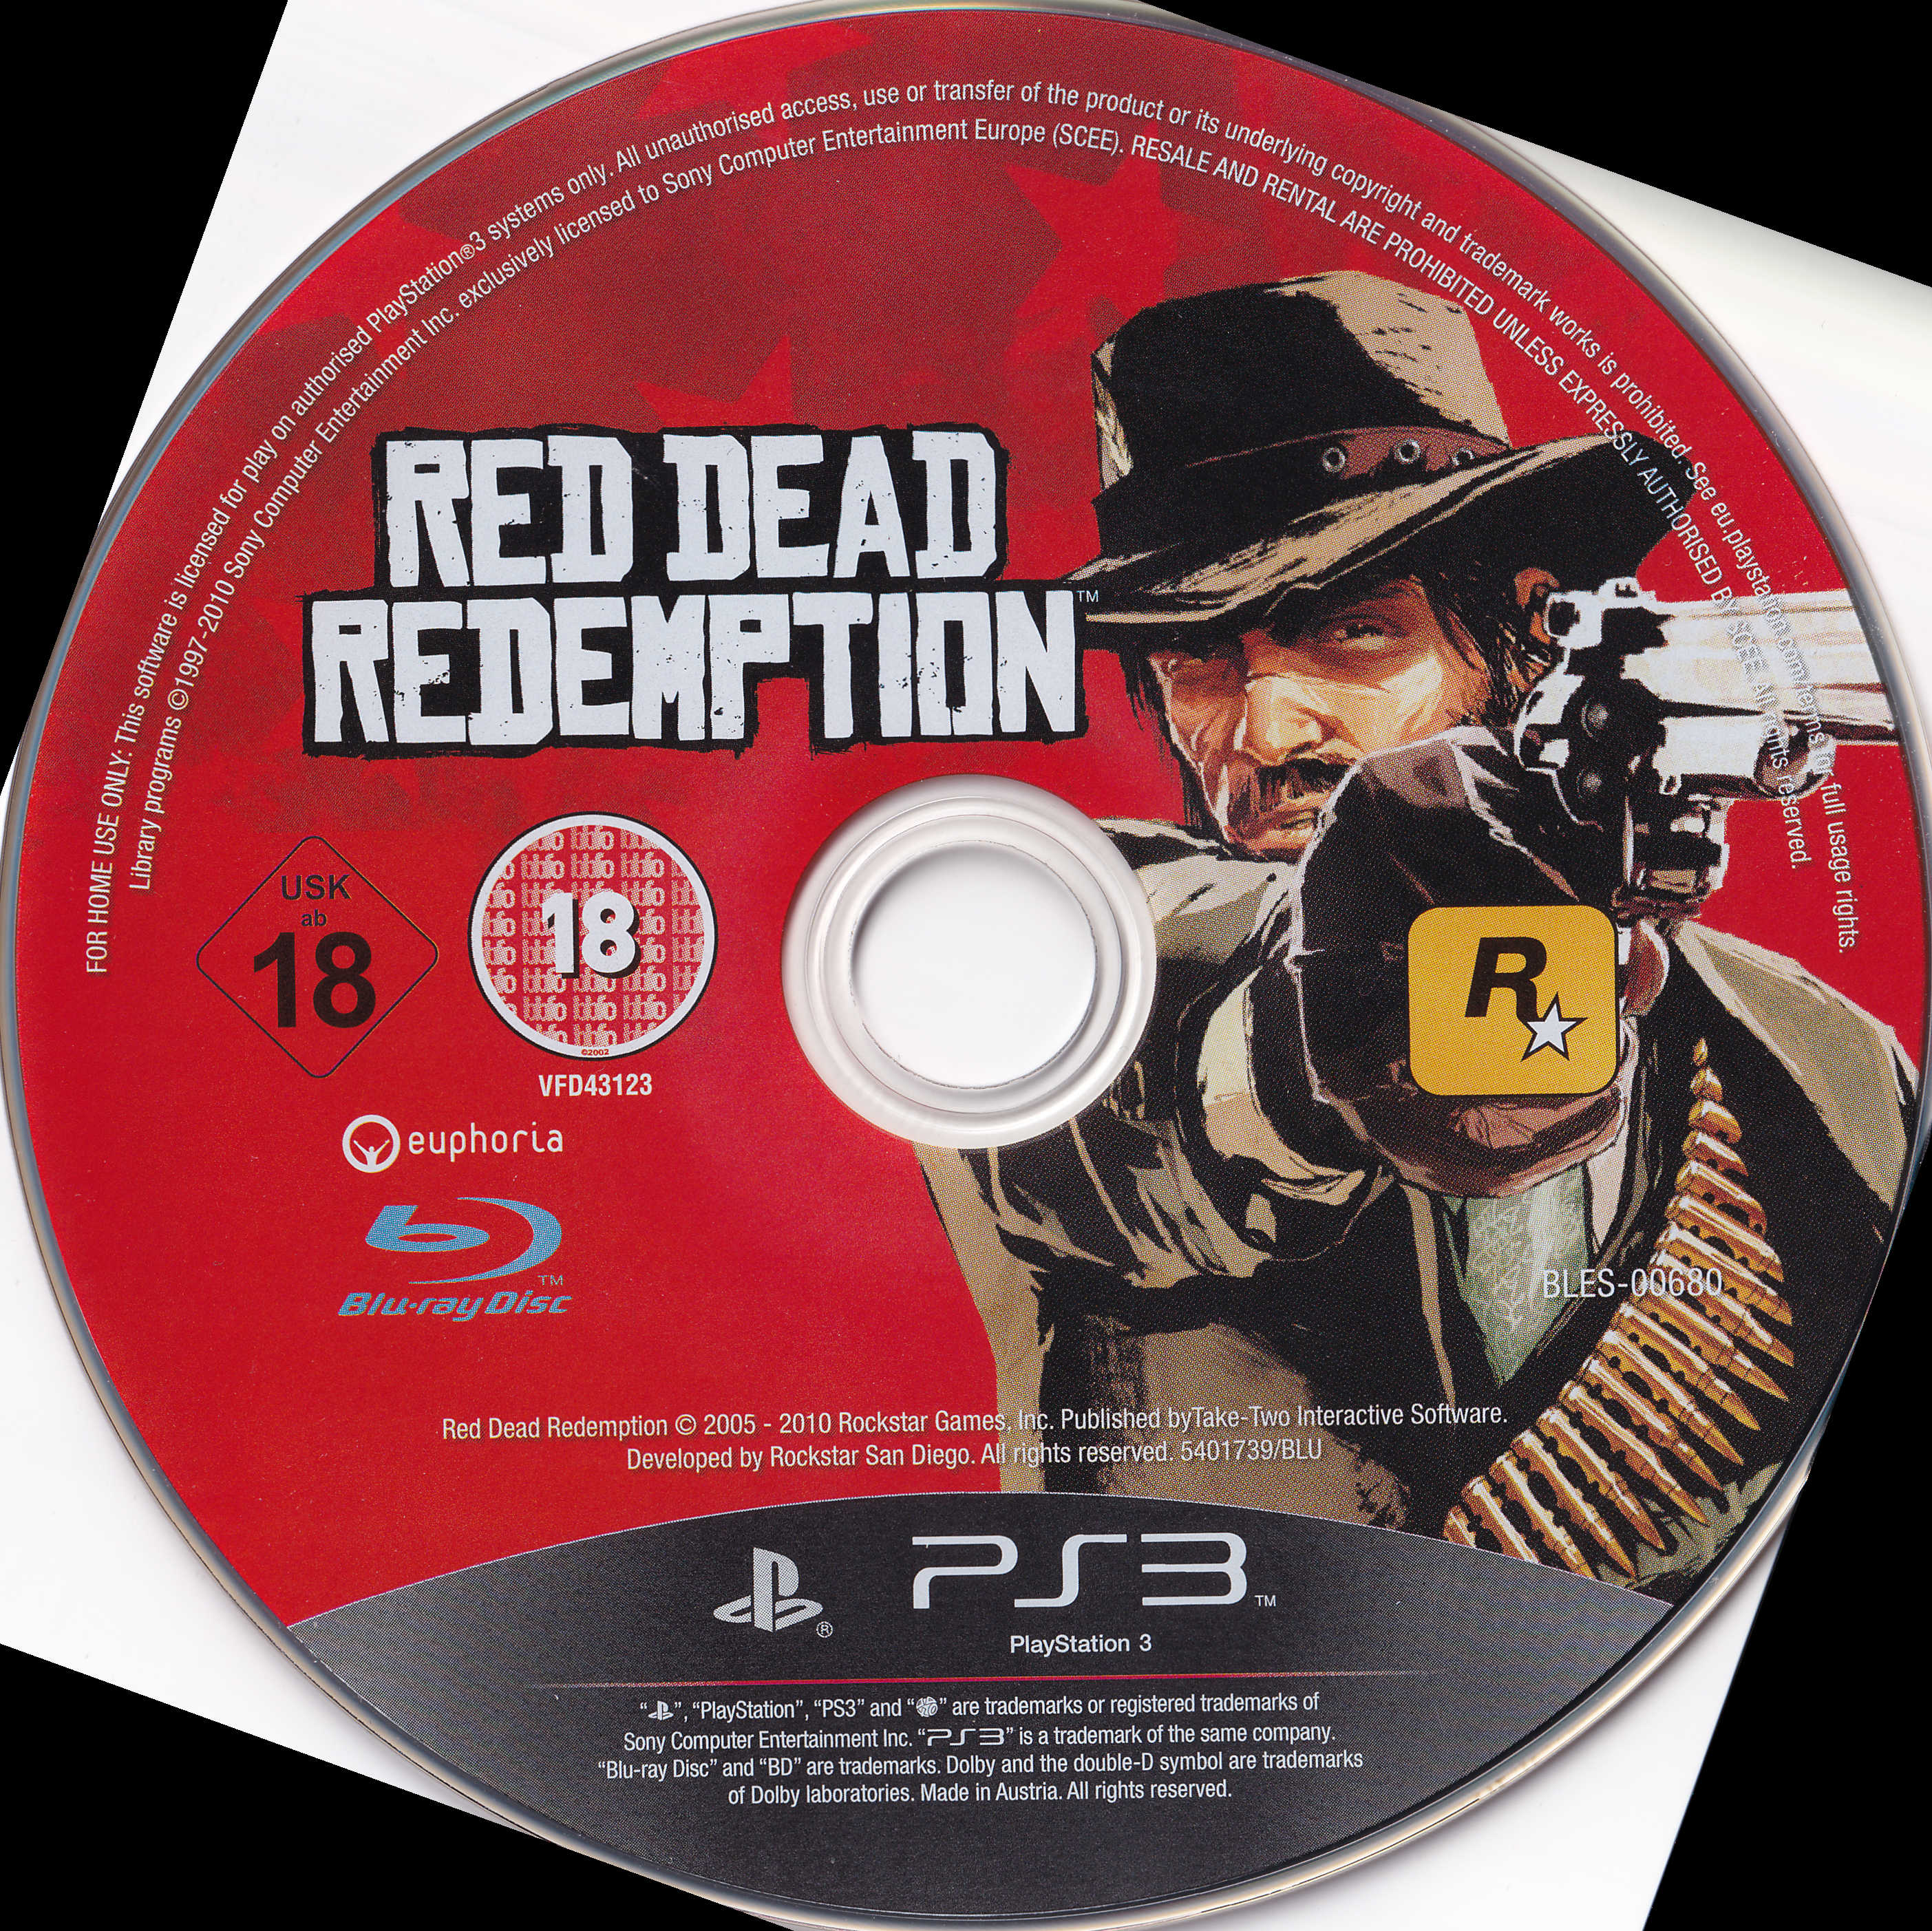 FOR HOME USE ONLY: This software is licensed for play on authorised PlayStation®3 systems only. All unauthorised access, use or transfer of the product or its underlying copyright and trademark works is prohibited. See eu.playstation.com/terms for full usage rights.
Library programs ©1997-2010 Sony Computer Entertainment Inc. exclusively licensed to Sony Computer Entertainment Europe (SCEE). RESALE AND RENTAL ARE PROHIBITED UNLESS EXPRESSLY AUTHORISED BY SCEE. All rights reserved.
RED DEAD
REDEMPTION™
USK
ab
18
18
©2002
VFD43123
R
euphoria
Blu-ray Disc™
BLES-00680
Red Dead Redemption © 2005 - 2010 Rockstar Games, Inc. Published byTake-Two Interactive Software.
Developed by Rockstar San Diego. All rights reserved. 5401739/BLU
® PS3™
PlayStation 3
“ ”, “PlayStation”, “PS3” and “ ” are trademarks or registered trademarks of
Sony Computer Entertainment Inc. “PS3” is a trademark of the same company.
“Blu-ray Disc” and “BD” are trademarks. Dolby and the double-D symbol are trademarks
of Dolby laboratories. Made in Austria. All rights reserved.